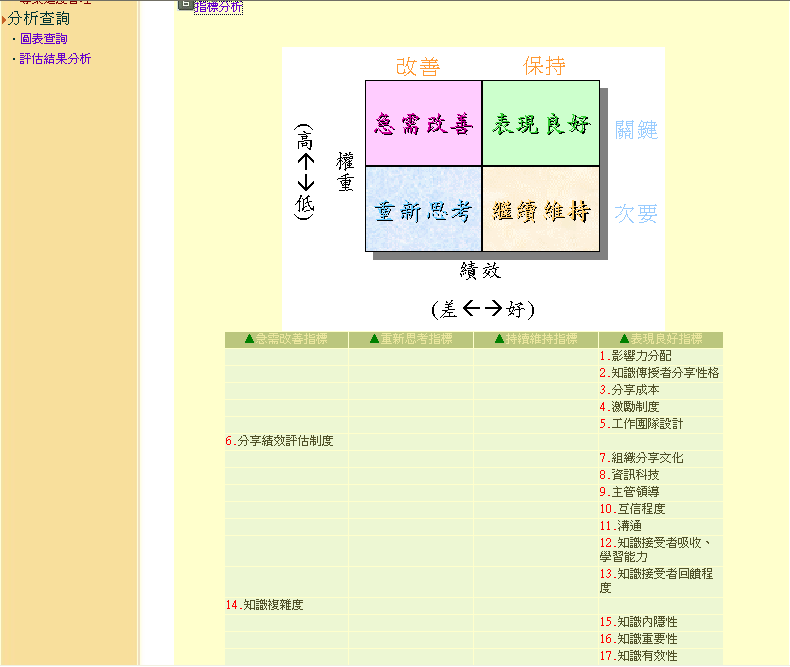 分析查詢
‧圖表查詢
‧評估結果分析
指標分析
改善 保持
急需改善 表現良好 關鍵
(高↑↓低) 權重
重新思考 繼續維持 次要
績效
(差←→好)
▲急需改善指標 ▲重新思考指標 ▲持續維持指標 ▲表現良好指標
1.影響力分配
2.知識傳授者分享性格
3.分享成本
4.激勵制度
5.工作團隊設計
6.分享績效評估制度
7.組織分享文化
8.資訊科技
9.主管領導
10.互信程度
11.溝通
12.知識接受者吸收、
學習能力
13.知識接受者回饋程
度
14.知識複雜度
15.知識內隱性
16.知識重要性
17.知識有效性